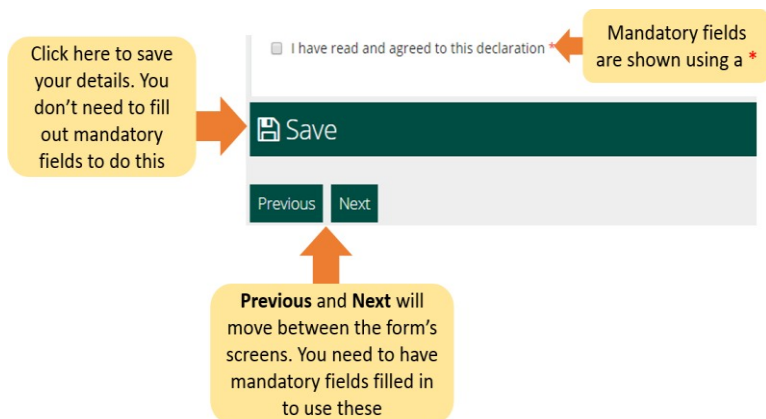 Click here to save
your details. You
don’t need to fill
out mandatory
fields to do this
I have read and agreed to this declaration *
Mandatory fields
are shown using a *
Save
Previous Next
Previous and Next will
move between the form’s
screens. You need to have
mandatory fields filled in
to use these